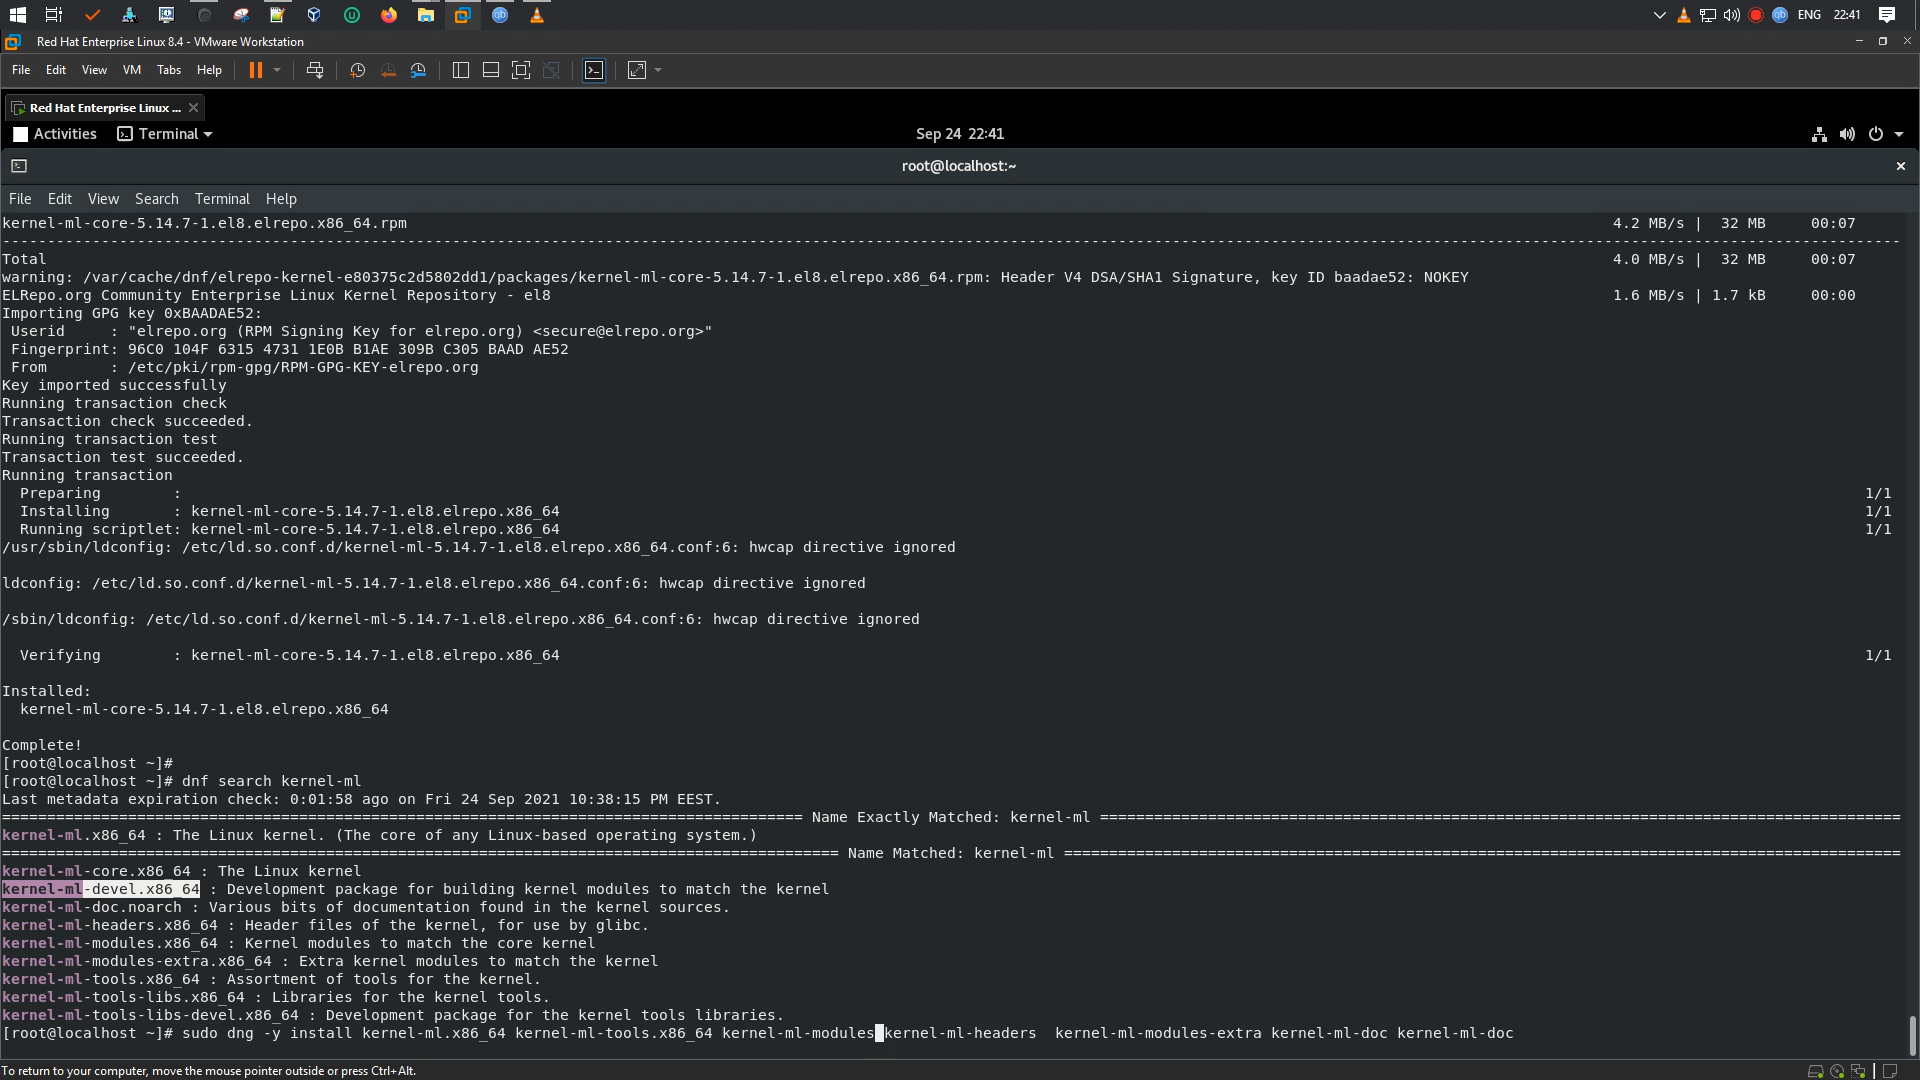 ENG 22:41
Red Hat Enterprise Linux 8.4 - VMware Workstation
File Edit View VM Tabs Help
Red Hat Enterprise Linux ...
Activities Terminal Sep 24 22:41
root@localhost:~
File Edit View Search Terminal Help
kernel-ml-core-5.14.7-1.el8.elrepo.x86_64.rpm 4.2 MB/s | 32 MB 00:07
--------------------------------------------------------------------------------
Total 4.0 MB/s | 32 MB 00:07
warning: /var/cache/dnf/elrepo-kernel-e80375c2d5802dd1/packages/kernel-ml-core-5.14.7-1.el8.elrepo.x86_64.rpm: Header V4 DSA/SHA1 Signature, key ID baadae52: NOKEY
ELRepo.org Community Enterprise Linux Kernel Repository - el8 1.6 MB/s | 1.7 kB 00:00
Importing GPG key 0xBAADAE52:
Userid : "elrepo.org (RPM Signing Key for elrepo.org) <secure@elrepo.org>"
Fingerprint: 96C0 104F 6315 4731 1E0B B1AE 309B C305 BAAD AE52
From : /etc/pki/rpm-gpg/RPM-GPG-KEY-elrepo.org
Key imported successfully
Running transaction check
Transaction check succeeded.
Running transaction test
Transaction test succeeded.
Running transaction
Preparing : 1/1
Installing : kernel-ml-core-5.14.7-1.el8.elrepo.x86_64 1/1
Running scriptlet: kernel-ml-core-5.14.7-1.el8.elrepo.x86_64 1/1
/usr/sbin/ldconfig: /etc/ld.so.conf.d/kernel-ml-5.14.7-1.el8.elrepo.x86_64.conf:6: hwcap directive ignored
ldconfig: /etc/ld.so.conf.d/kernel-ml-5.14.7-1.el8.elrepo.x86_64.conf:6: hwcap directive ignored
/sbin/ldconfig: /etc/ld.so.conf.d/kernel-ml-5.14.7-1.el8.elrepo.x86_64.conf:6: hwcap directive ignored
Verifying : kernel-ml-core-5.14.7-1.el8.elrepo.x86_64 1/1
Installed:
kernel-ml-core-5.14.7-1.el8.elrepo.x86_64
Complete!
[root@localhost ~]#
[root@localhost ~]# dnf search kernel-ml
Last metadata expiration check: 0:01:58 ago on Fri 24 Sep 2021 10:38:15 PM EEST.
======================== Name Exactly Matched: kernel-ml ========================
kernel-ml.x86_64 : The Linux kernel. (The core of any Linux-based operating system.)
======================== Name Matched: kernel-ml ========================
kernel-ml-core.x86_64 : The Linux kernel
kernel-ml-devel.x86_64 : Development package for building kernel modules to match the kernel
kernel-ml-doc.noarch : Various bits of documentation found in the kernel sources.
kernel-ml-headers.x86_64 : Header files of the kernel, for use by glibc.
kernel-ml-modules.x86_64 : Kernel modules to match the core kernel
kernel-ml-modules-extra.x86_64 : Extra kernel modules to match the kernel
kernel-ml-tools.x86_64 : Assortment of tools for the kernel.
kernel-ml-tools-libs.x86_64 : Libraries for the kernel tools.
kernel-ml-tools-libs-devel.x86_64 : Development package for the kernel tools libraries.
[root@localhost ~]# sudo dng -y install kernel-ml.x86_64 kernel-ml-tools.x86_64 kernel-ml-modules kernel-ml-headers  kernel-ml-modules-extra kernel-ml-doc kernel-ml-doc
To return to your computer, move the mouse pointer outside or press Ctrl+Alt.